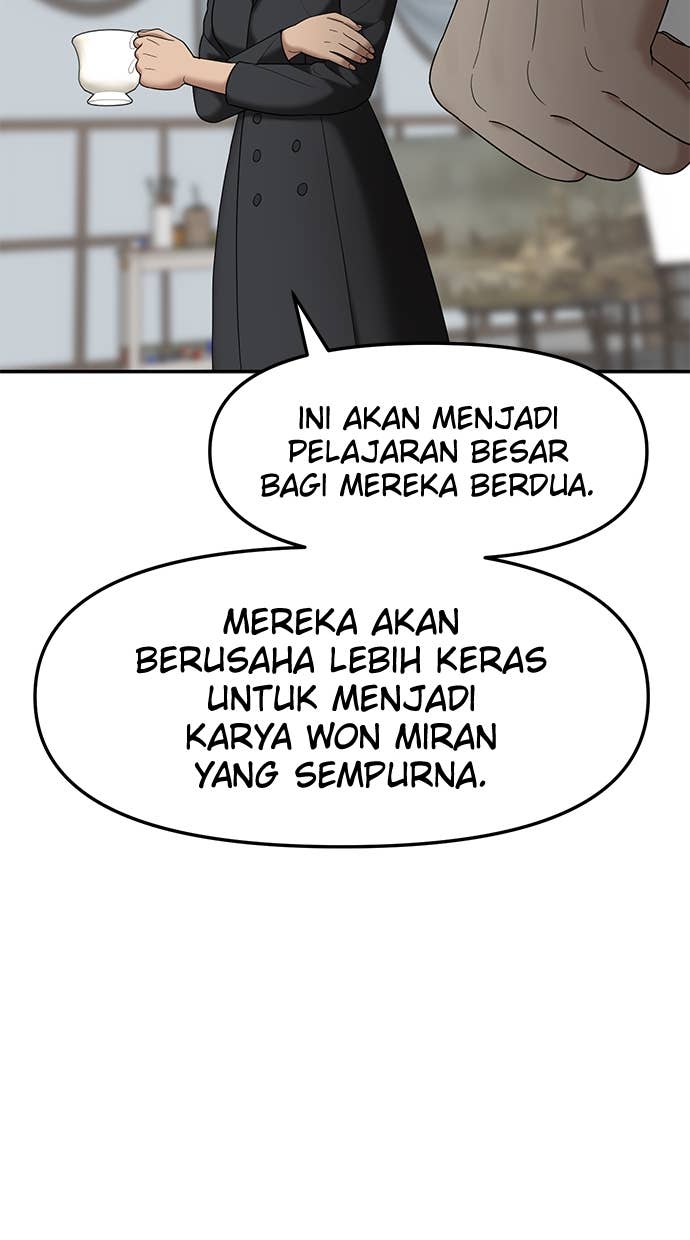 INI AKAN MENJADI
PELAJARAN BESAR
BAGI MEREKA BERDUA.
MEREKA AKAN
BERUSAHA LEBIH KERAS
UNTUK MENJADI
KARYA WON MIRAN
YANG SEMPURNA.